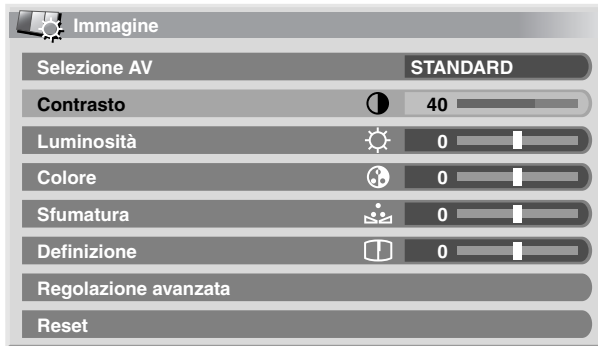 Immagine
Selezione AV STANDARD
Contrasto 40
Luminosità 0
Colore 0
Sfumatura 0
Definizione 0
Regolazione avanzata
Reset